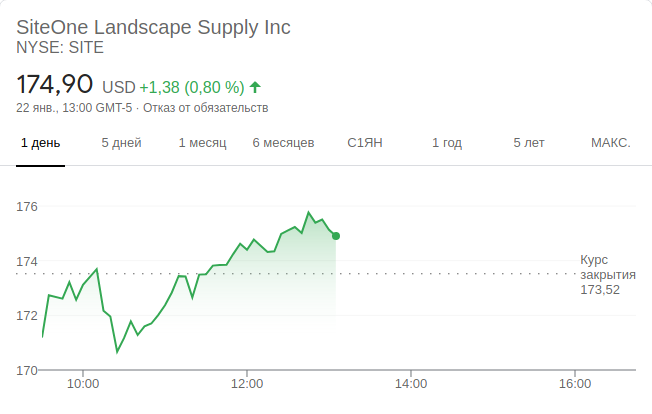 SiteOne Landscape Supply Inc
NYSE: SITE
174,90 USD +1,38 (0,80 %)
22 янв., 13:00 GMT-5 · Отказ от обязательств
1 день 5 дней 1 месяц 6 месяцев С1ЯН 1 год 5 лет МАКС.
176
174
172
170
Курс
закрытия
173,52
10:00 12:00 14:00 16:00